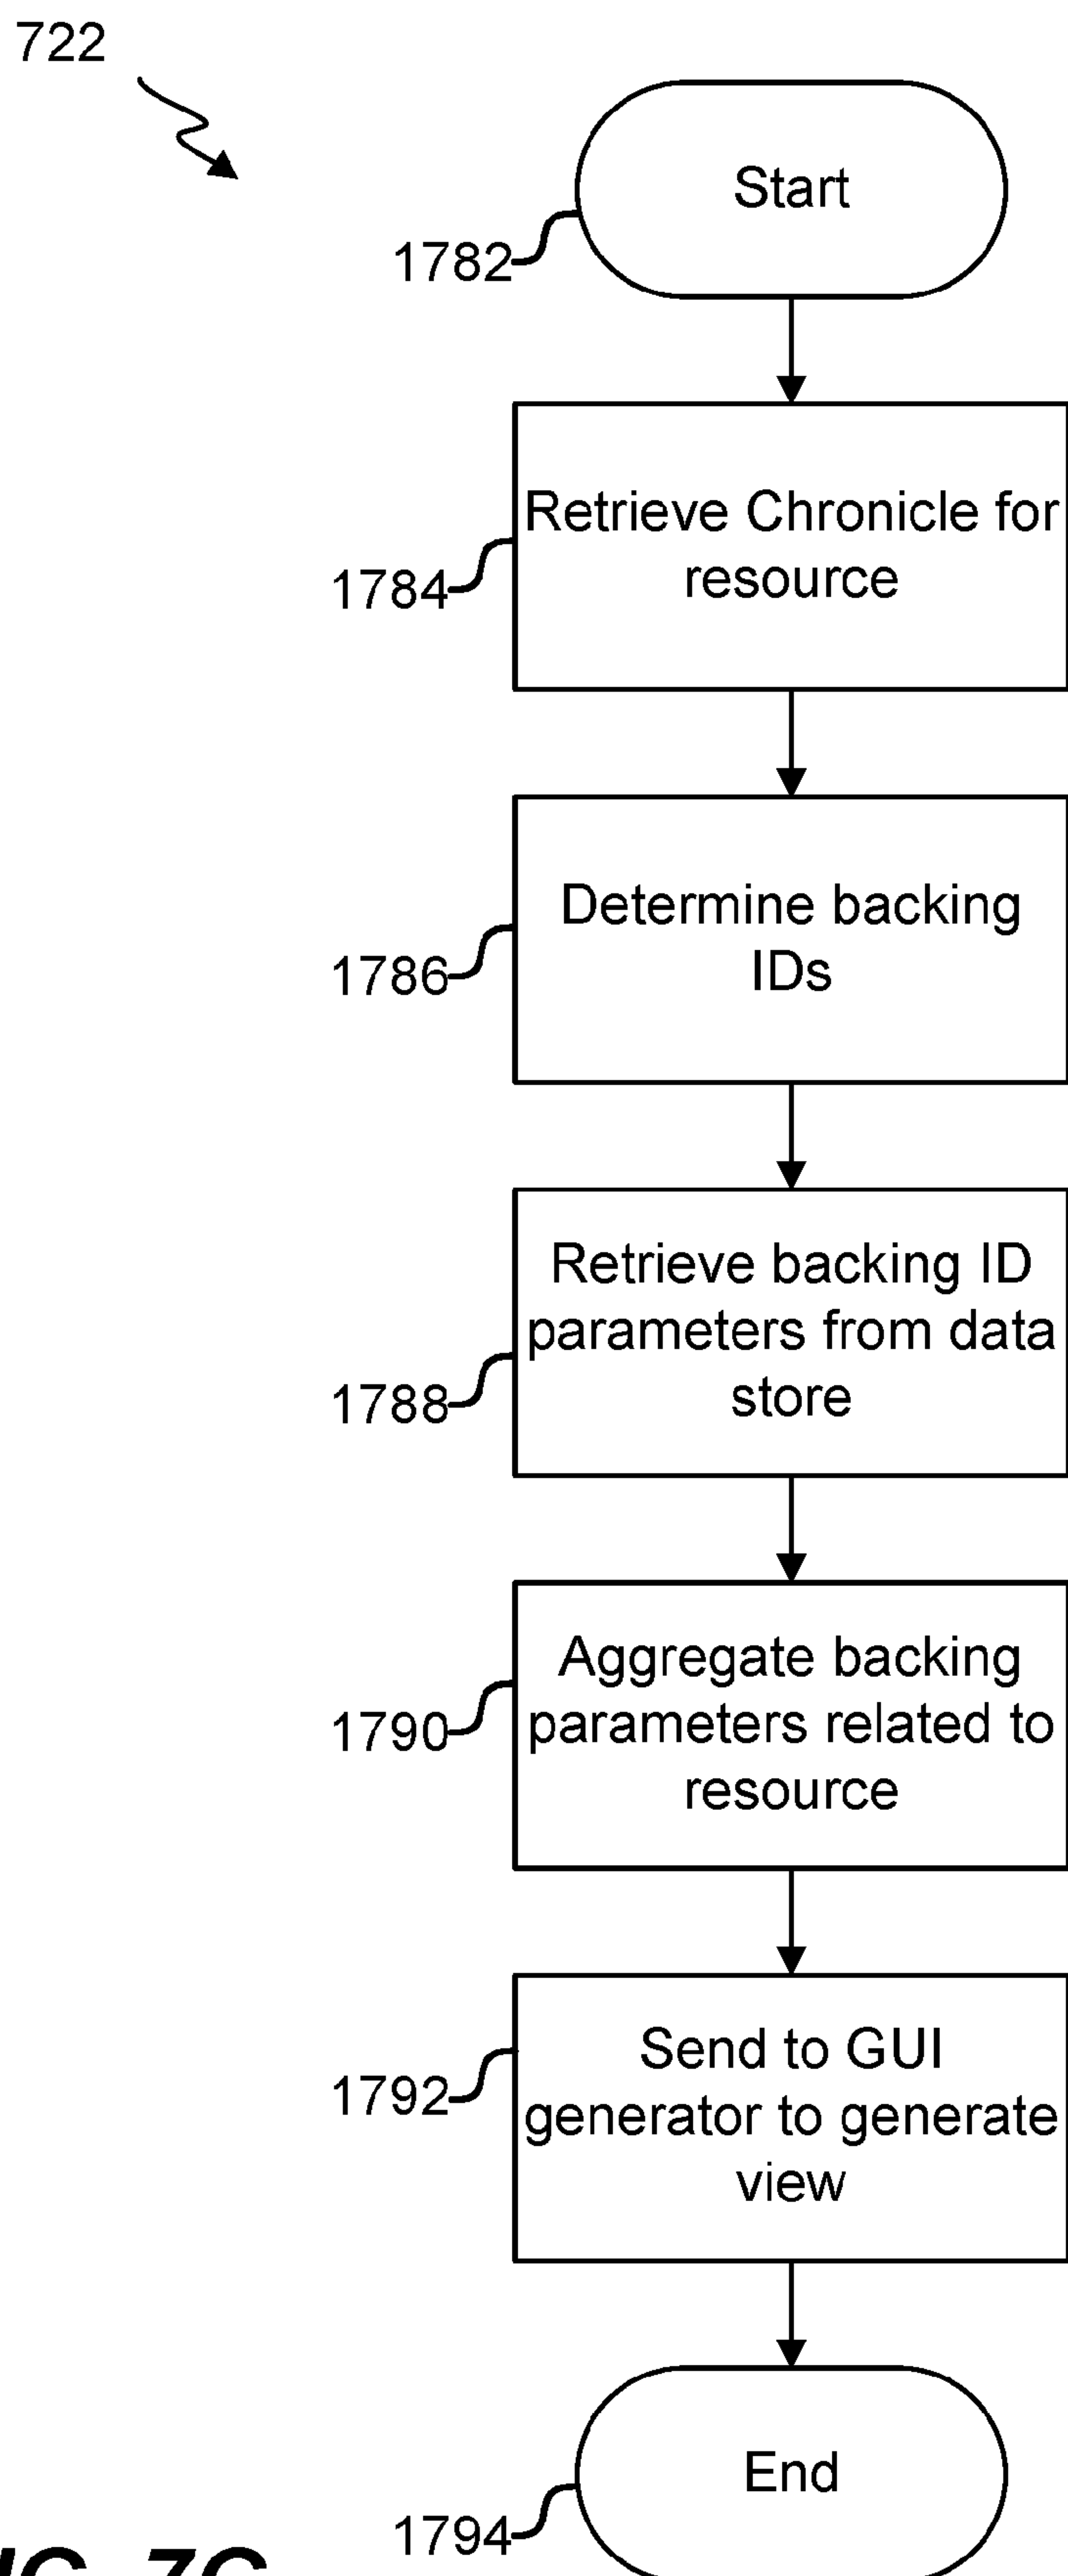 722
Start
1782
Retrieve Chronicle for
resource
1784
Determine backing
IDs
1786
Retrieve backing ID
parameters from data
store
1788
Aggregate backing
parameters related to
resource
1790
Send to GUI
generator to generate
view
1792
End
1794